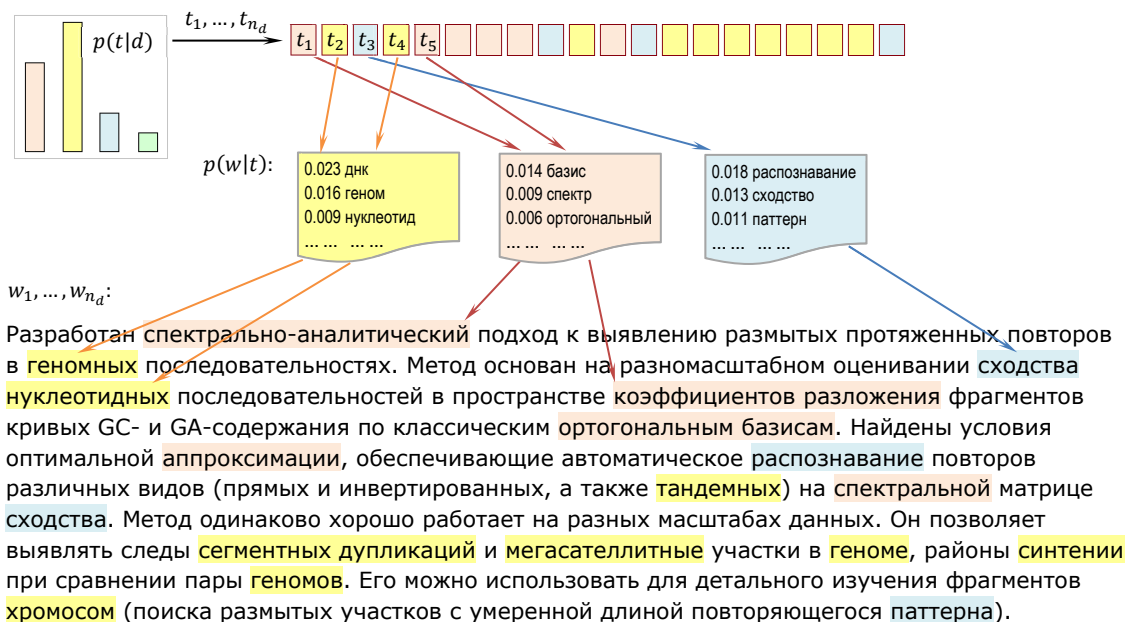 p(t|d)
t₁, …, tₙ_d
t₁ t₂ t₃ t₄ t₅
p(w|t):
0.023 днк
0.016 геном
0.009 нуклеотид
… … … …
0.014 базис
0.009 спектр
0.006 ортогональный
… … … …
0.018 распознавание
0.013 сходство
0.011 паттерн
… … … …
w₁, …, wₙ_d:
Разработан спектрально-аналитический подход к выявлению размытых протяженных повторов
в геномных последовательностях. Метод основан на разномасштабном оценивании сходства
нуклеотидных последовательностей в пространстве коэффициентов разложения фрагментов
кривых GC- и GA-содержания по классическим ортогональным базисам. Найдены условия
оптимальной аппроксимации, обеспечивающие автоматическое распознавание повторов
различных видов (прямых и инвертированных, а также тандемных) на спектральной матрице
сходства. Метод одинаково хорошо работает на разных масштабах данных. Он позволяет
выявлять следы сегментных дупликаций и мегасателлитные участки в геноме, районы синтении
при сравнении пары геномов. Его можно использовать для детального изучения фрагментов
хромосом (поиска размытых участков с умеренной длиной повторяющегося паттерна).